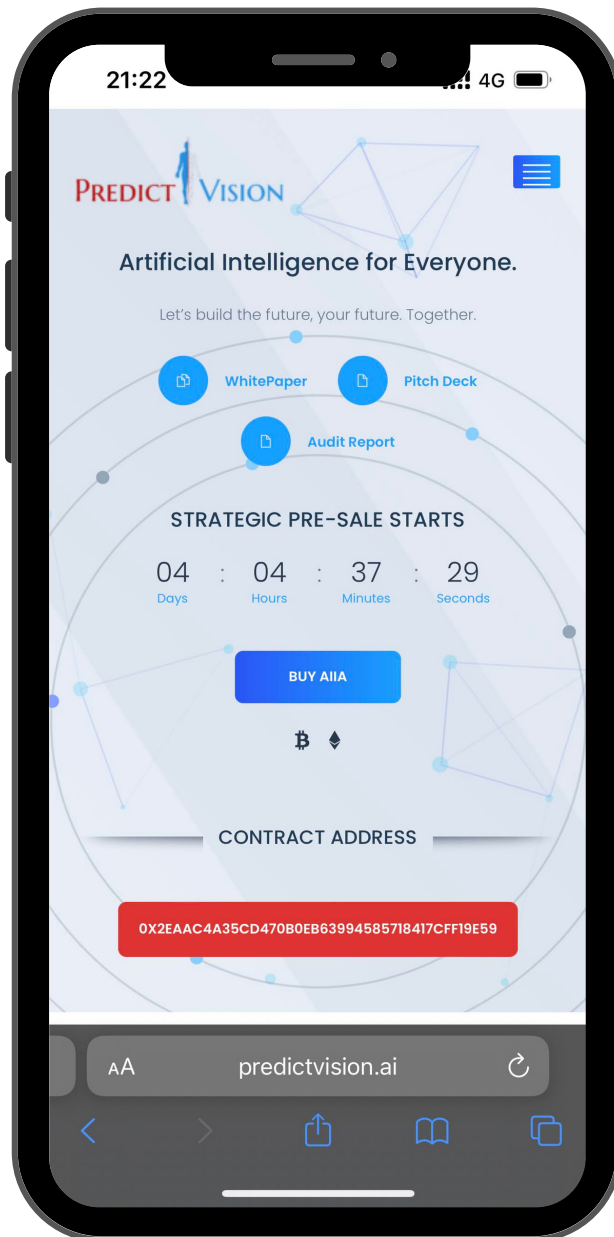 21:22
4G
PREDICT VISION
Artificial Intelligence for Everyone.
Let's build the future, your future. Together.
WhitePaper
Pitch Deck
Audit Report
STRATEGIC PRE-SALE STARTS
04 : 04 : 37 : 29
Days Hours Minutes Seconds
BUY AIIA
CONTRACT ADDRESS
0X2EAAC4A35CD470B0EB63994585718417CFF19E59
AA
predictvision.ai